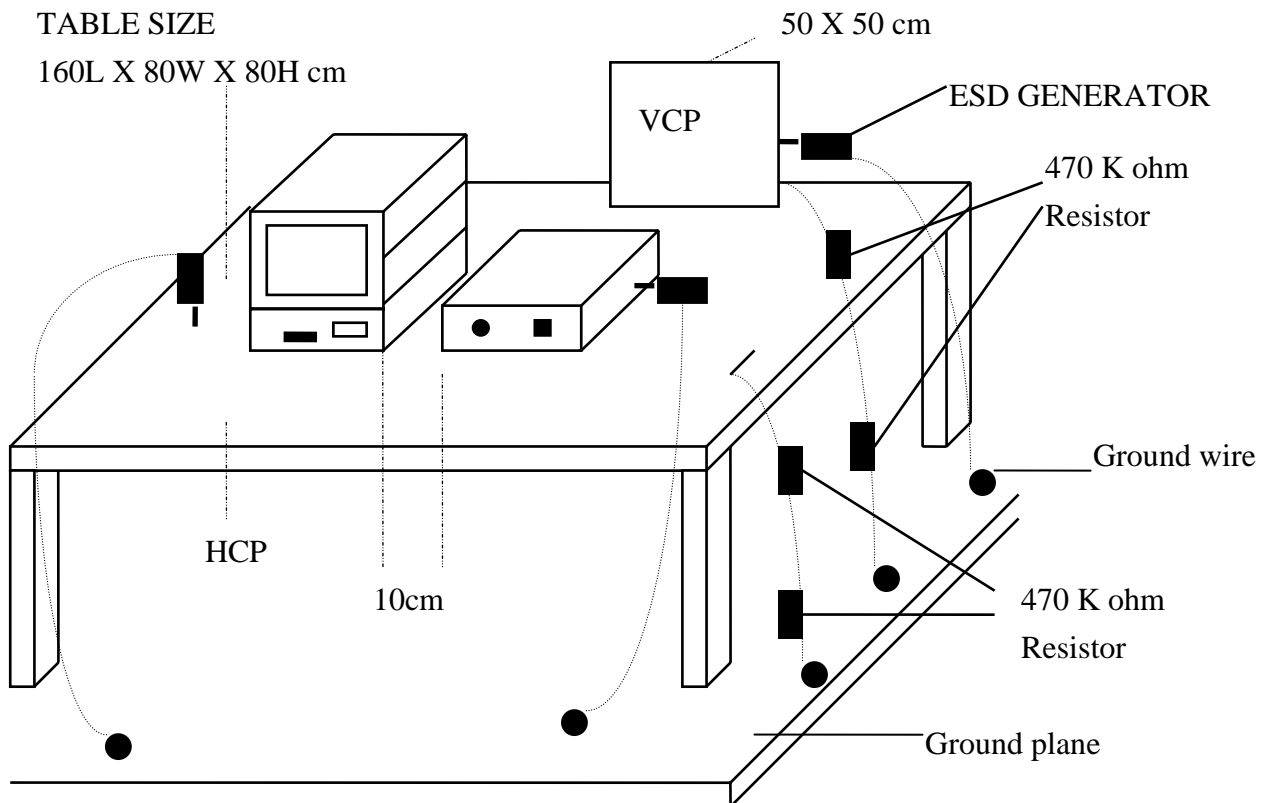 TABLE SIZE
160L X 80W X 80H cm
50 X 50 cm
VCP
ESD GENERATOR
470 K ohm
Resistor
Ground wire
HCP
10cm
470 K ohm
Resistor
Ground plane